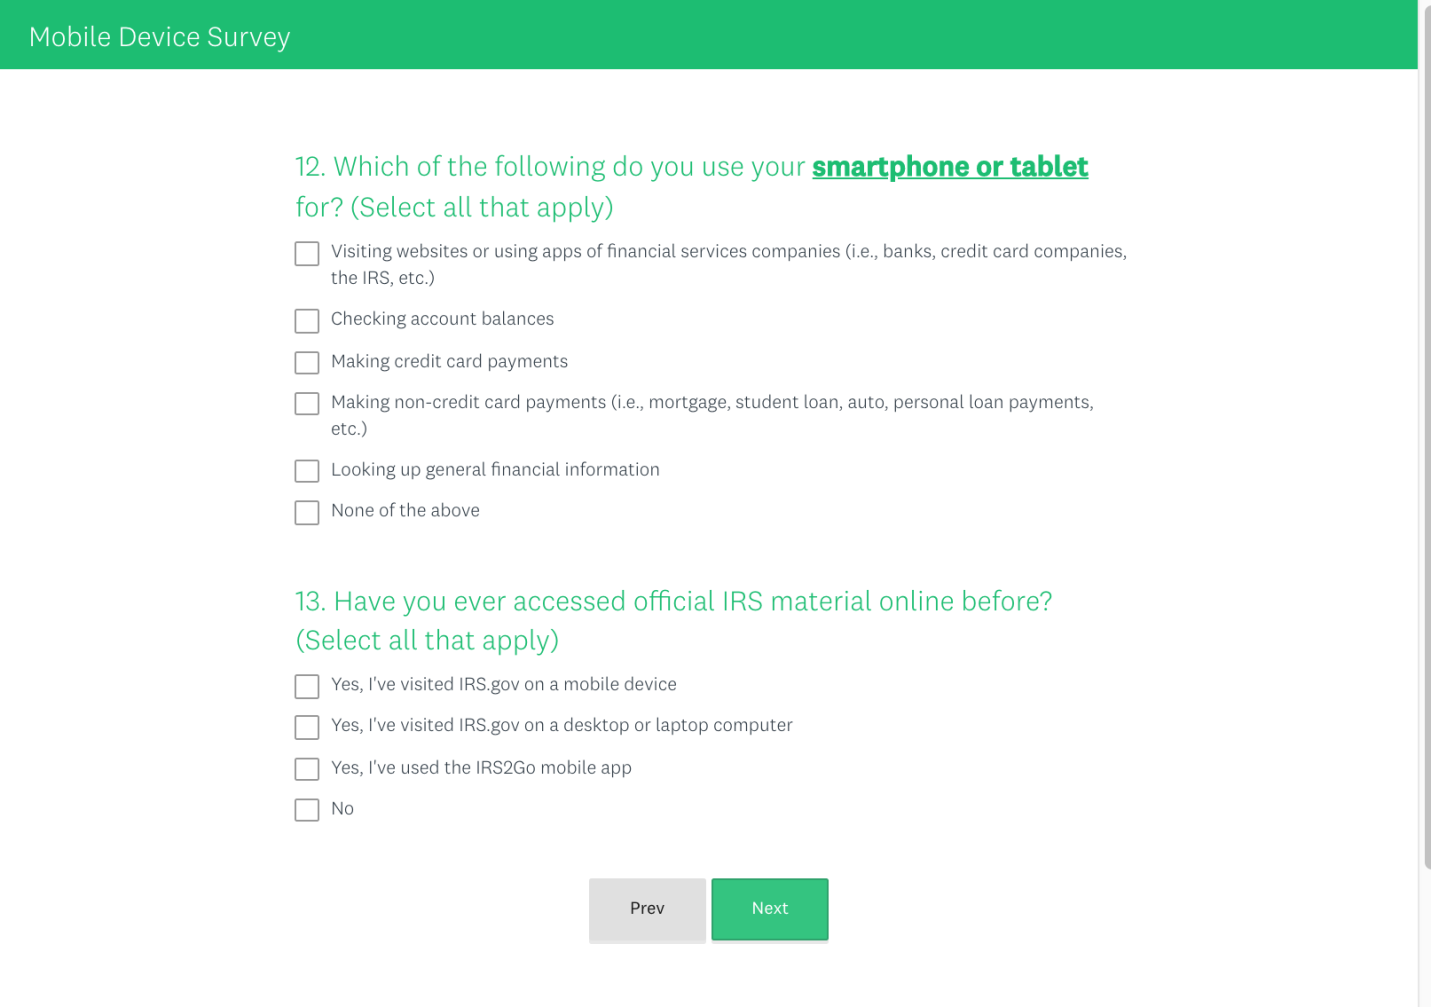 Mobile Device Survey
12. Which of the following do you use your smartphone or tablet
for? (Select all that apply)
Visiting websites or using apps of financial services companies (i.e., banks, credit card companies,
the IRS, etc.)
Checking account balances
Making credit card payments
Making non-credit card payments (i.e., mortgage, student loan, auto, personal loan payments,
etc.)
Looking up general financial information
None of the above
13. Have you ever accessed official IRS material online before?
(Select all that apply)
Yes, I've visited IRS.gov on a mobile device
Yes, I've visited IRS.gov on a desktop or laptop computer
Yes, I've used the IRS2Go mobile app
No
Prev Next